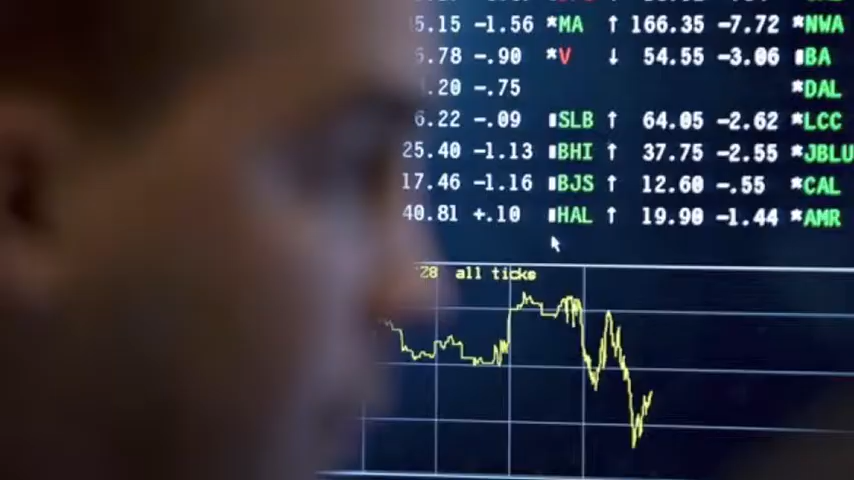 5.15 -1.56 *MA ↑ 166.35 -7.72 *NWA
.78 -.90 *V ↓ 54.55 -3.06 BA
.20 -.75 *DAL
6.22 -.09 SLB ↑ 64.05 -2.62 *LCC
25.40 -1.13 BHI ↑ 37.75 -2.55 *JBLU
17.46 -1.16 BJS ↑ 12.60 -.55 *CAL
40.81 +.10 HAL ↑ 19.90 -1.44 *AMR
28 all ticks